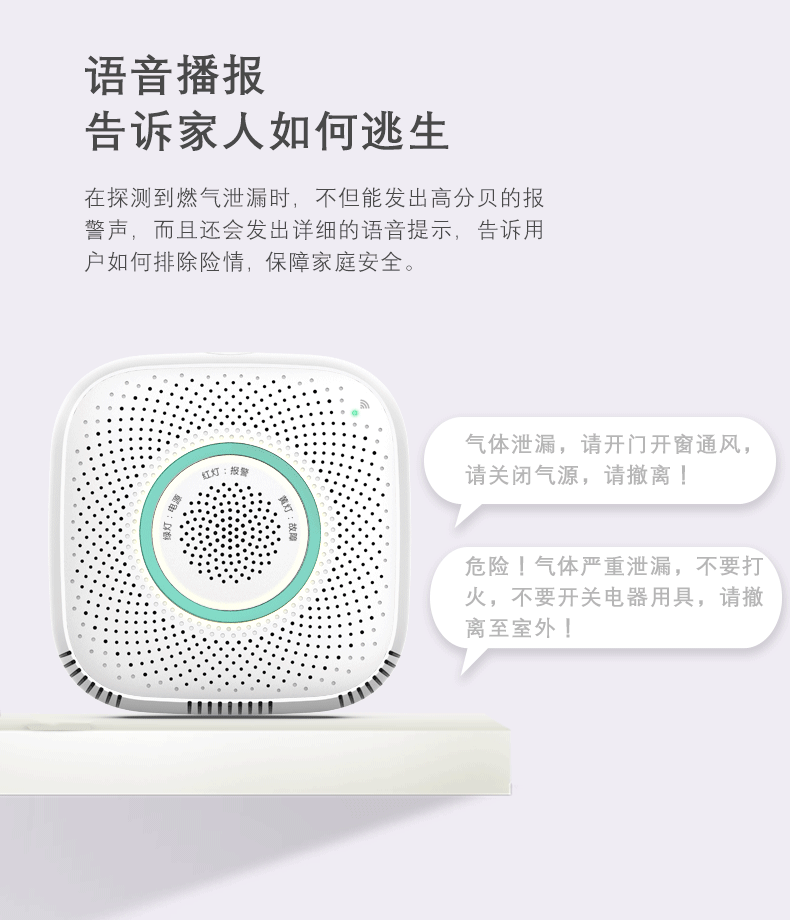 语音播报
告诉家人如何逃生
在探测到燃气泄漏时，不但能发出高分贝的报
警声，而且还会发出详细的语音提示，告诉用
户如何排除险情，保障家庭安全。
气体泄漏，请开门开窗通风，
请关闭气源，请撤离！
红灯：报警
绿灯：电源
黄灯：故障
危险！气体严重泄漏，不要打
火，不要开关电器用具，请撤
离至室外！